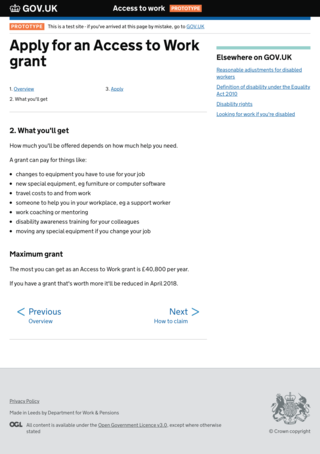 GOV.UK
Access to work PROTOTYPE
PROTOTYPE This is a test site - if you've arrived at this page by mistake, go to GOV.UK
Apply for an Access to Work
grant
1. Overview
2. What you'll get
3. Apply
2. What you'll get
How much you'll be offered depends on how much help you need.
A grant can pay for things like:
• changes to equipment you have to use for your job
• new special equipment, eg furniture or computer software
• travel costs to and from work
• someone to help you in your workplace, eg a support worker
• work coaching or mentoring
• disability awareness training for your colleagues
• moving any special equipment if you change your job
Maximum grant
The most you can get as an Access to Work grant is £40,800 per year.
If you have a grant that's worth more it'll be reduced in April 2018.
Previous
Overview
Next
How to claim
Elsewhere on GOV.UK
Reasonable adjustments for disabled
workers
Definition of disability under the Equality
Act 2010
Disability rights
Looking for work if you're disabled
Privacy Policy
Made in Leeds by Department for Work & Pensions
OGL All content is available under the Open Government Licence v3.0, except where otherwise
stated
© Crown copyright